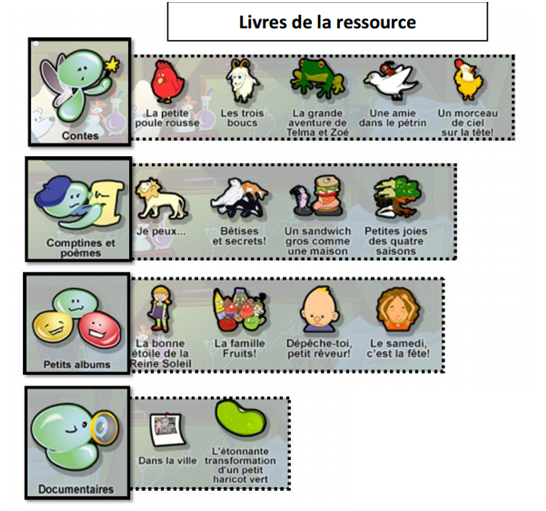 Livres de la ressource
Contes
La petite
poule rousse
Les trois
boucs
La grande
aventure de
Telma et Zoé
Une amie
dans le pétrin
Un morceau
de ciel
sur la tête!
Comptines et
poèmes
Je peux...
Bêtises
et secrets!
Un sandwich
gros comme
une maison
Petites joies
des quatre
saisons
Petits albums
La bonne
étoile de la
Reine Soleil
La famille
Fruits!
Dépêche-toi,
petit rêveur!
Le samedi,
c'est la fête!
Documentaires
Dans la ville
L'étonnante
transformation
d'un petit
haricot vert